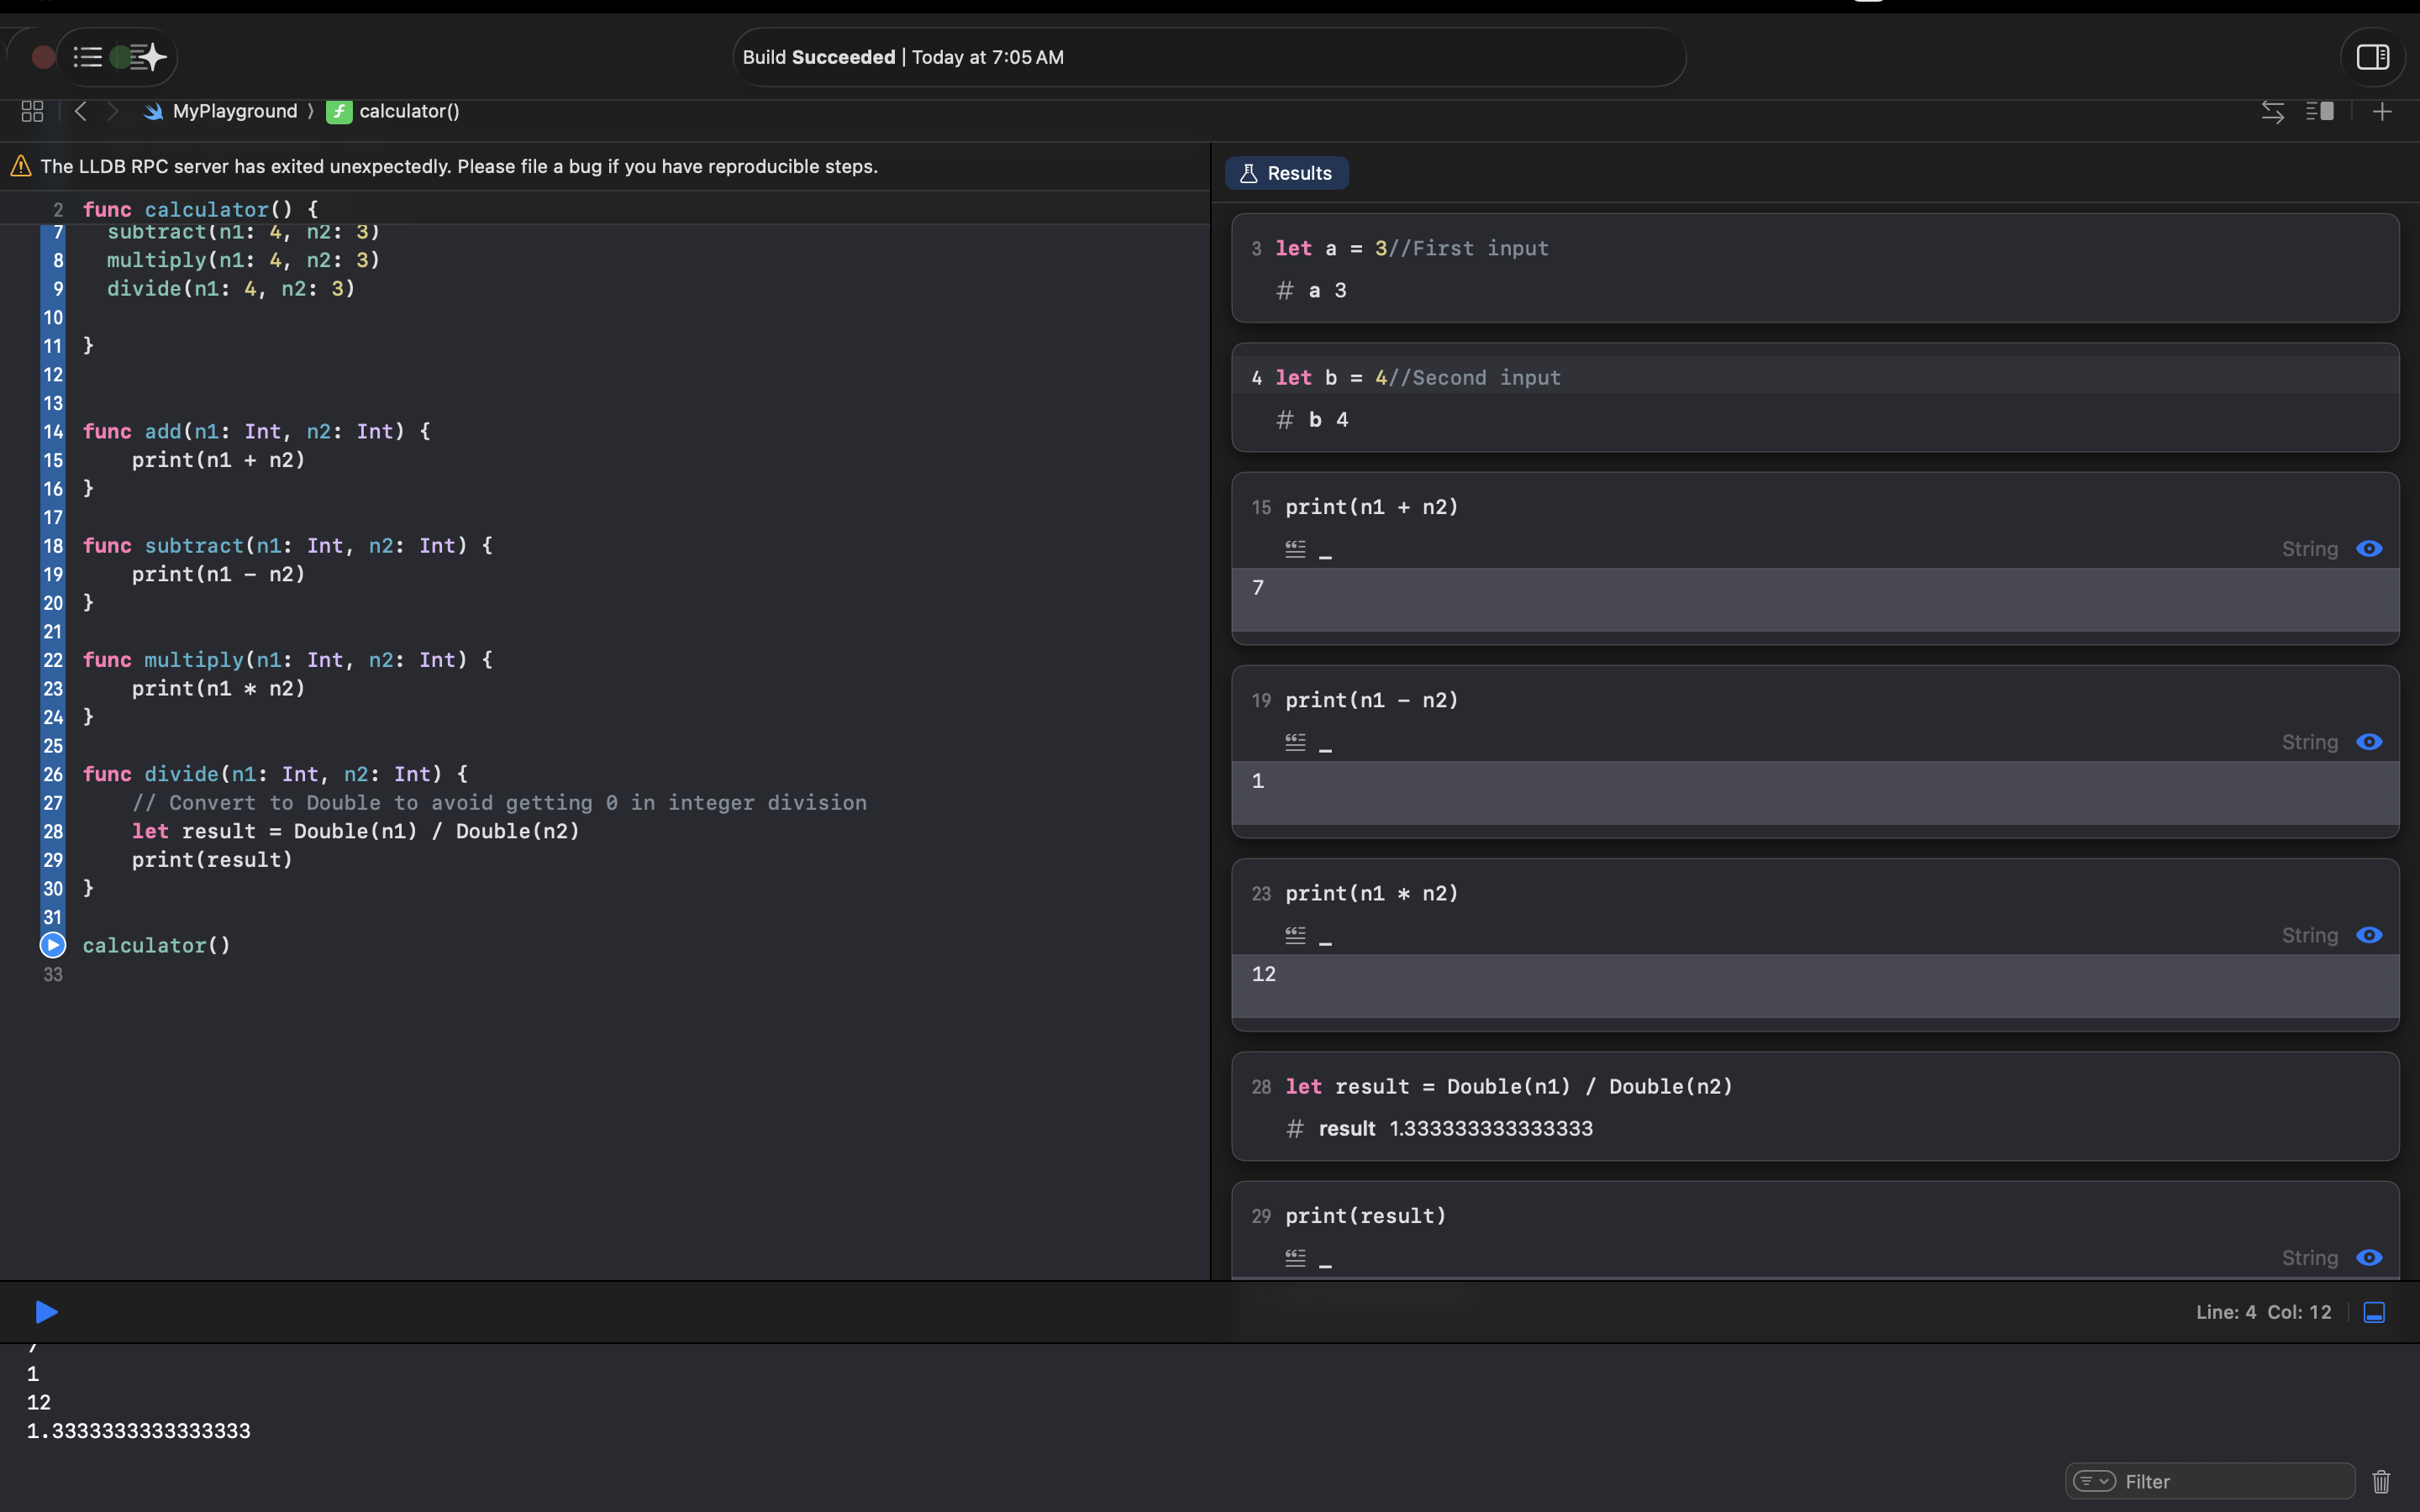 Build Succeeded | Today at 7:05 AM
MyPlayground 〉 calculator()
The LLDB RPC server has exited unexpectedly. Please file a bug if you have reproducible steps.
2 func calculator() {
7 subtract(n1: 4, n2: 3)
8 multiply(n1: 4, n2: 3)
9 divide(n1: 4, n2: 3)
10
11 }
12
13
14 func add(n1: Int, n2: Int) {
15 print(n1 + n2)
16 }
17
18 func subtract(n1: Int, n2: Int) {
19 print(n1 - n2)
20 }
21
22 func multiply(n1: Int, n2: Int) {
23 print(n1 * n2)
24 }
25
26 func divide(n1: Int, n2: Int) {
27 // Convert to Double to avoid getting 0 in integer division
28 let result = Double(n1) / Double(n2)
29 print(result)
30 }
31
calculator()
33
Results
3 let a = 3//First input
# a 3
4 let b = 4//Second input
# b 4
15 print(n1 + n2)
_ String
7
19 print(n1 - n2)
_ String
1
23 print(n1 * n2)
_ String
12
28 let result = Double(n1) / Double(n2)
# result 1.333333333333333
29 print(result)
_ String
Line: 4 Col: 12
7
1
12
1.3333333333333333
Filter